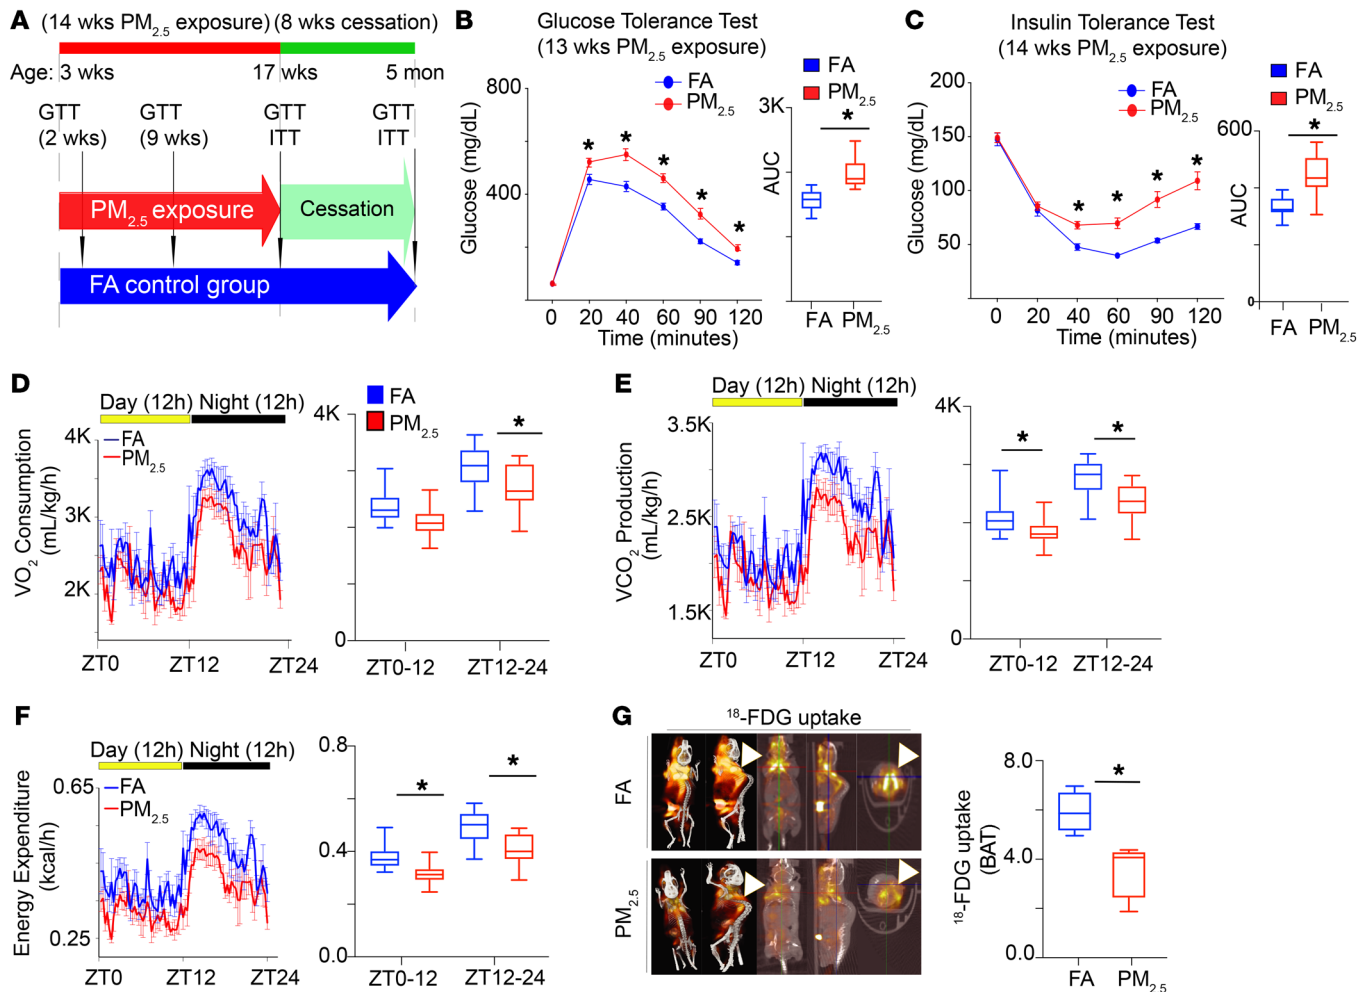 A
(14 wks PM2.5 exposure) (8 wks cessation)
Age: 3 wks 17 wks 5 mon
GTT GTT GTT GTT
(2 wks) (9 wks) ITT ITT
PM2.5 exposure
Cessation
FA control group
B
Glucose Tolerance Test
(13 wks PM2.5 exposure)
FA
PM2.5
800
400
Glucose (mg/dL)
* * * * *
0 20 40 60 90 120
Time (minutes)
FA
PM2.5
3K
*
AUC
FA PM2.5
C
Insulin Tolerance Test
(14 wks PM2.5 exposure)
FA
PM2.5
200
150
100
50
Glucose (mg/dL)
* * * *
0 20 40 60 90 120
Time (minutes)
FA
PM2.5
600
*
AUC
0
FA PM2.5
D
Day (12h) Night (12h)
FA
PM2.5
4K
3K
2K
VO2 Consumption
(mL/kg/h)
ZT0 ZT12 ZT24
FA
PM2.5
4K
*
0
ZT0-12 ZT12-24
E
Day (12h) Night (12h)
3.5K
2.5K
1.5K
VCO2 Production
(mL/kg/h)
FA
PM2.5
ZT0 ZT12 ZT24
4K
* *
0
ZT0-12 ZT12-24
F
Day (12h) Night (12h)
0.65
FA
PM2.5
0.25
Energy Expenditure
(kcal/h)
ZT0 ZT12 ZT24
0.8
0.4
0.0
* *
ZT0-12 ZT12-24
G
18-FDG uptake
FA
PM2.5
8.0
4.0
0.0
*
18-FDG uptake
(BAT)
FA PM2.5